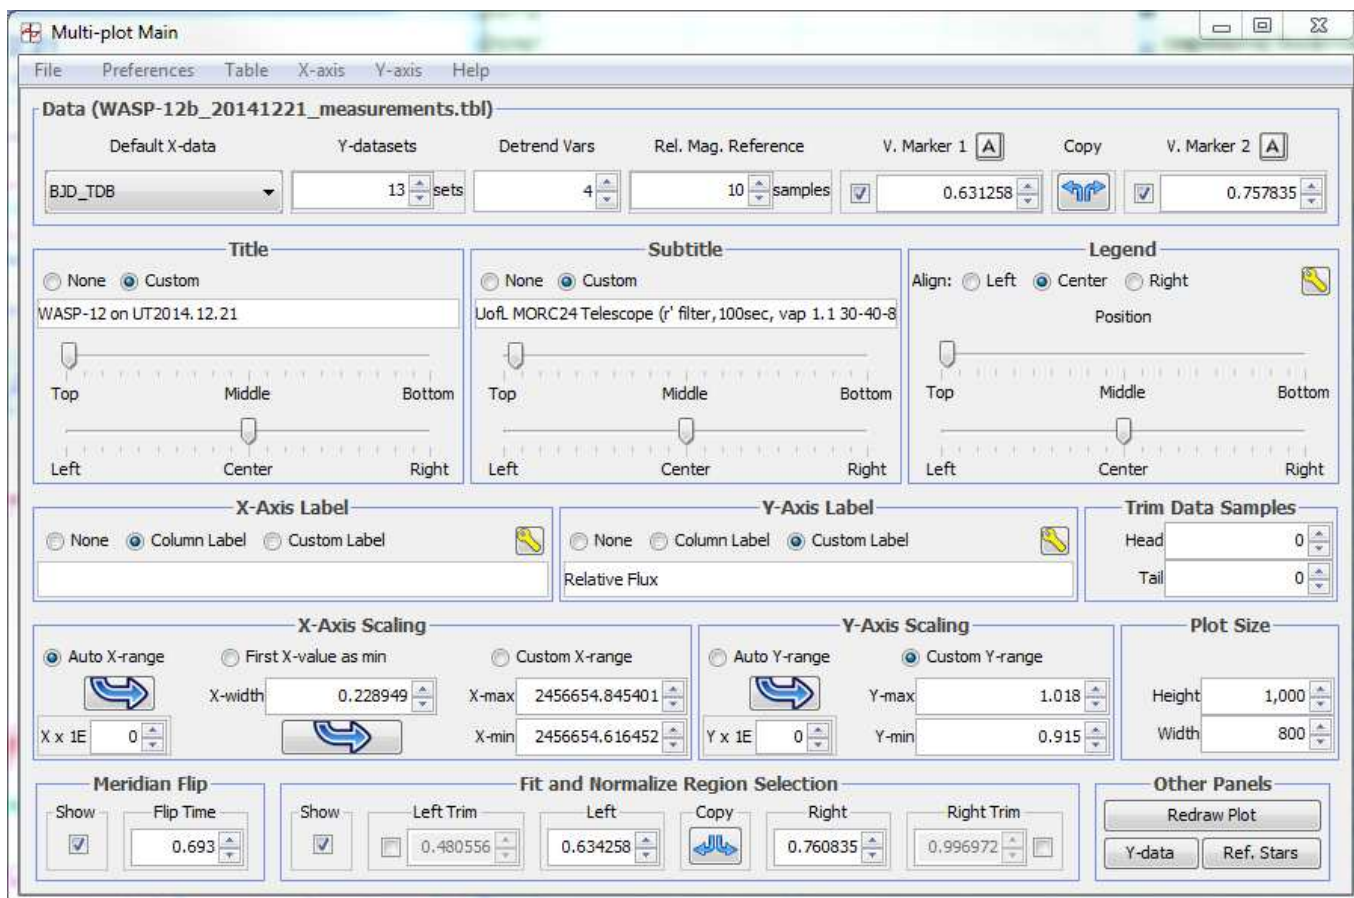 Multi-plot Main
File Preferences Table X-axis Y-axis Help
Data (WASP-12b_20141221_measurements.tbl)
Default X-data Y-datasets Detrend Vars Rel. Mag. Reference V. Marker 1 A Copy V. Marker 2 A
BJD_TDB 13 sets 4 10 samples 0.631258 0.757835
Title Subtitle Legend
None Custom None Custom Align: Left Center Right
WASP-12 on UT2014.12.21 UofL MORC24 Telescope (r' filter,100sec, vap 1.1 30-40-8
Position
Top Middle Bottom Top Middle Bottom Top Middle Bottom
Left Center Right Left Center Right Left Center Right
X-Axis Label Y-Axis Label Trim Data Samples
None Column Label Custom Label None Column Label Custom Label Head 0
Relative Flux Tail 0
X-Axis Scaling Y-Axis Scaling Plot Size
Auto X-range First X-value as min Custom X-range Auto Y-range Custom Y-range
X-width 0.228949 X-max 2456654.845401 Y-max 1.018 Height 1,000
X x 1E 0 X-min 2456654.616452 Y x 1E 0 Y-min 0.915 Width 800
Meridian Flip Fit and Normalize Region Selection Other Panels
Show Flip Time Show Left Trim Left Copy Right Right Trim Redraw Plot
0.693 0.480556 0.634258 0.760835 0.996972 Y-data Ref. Stars